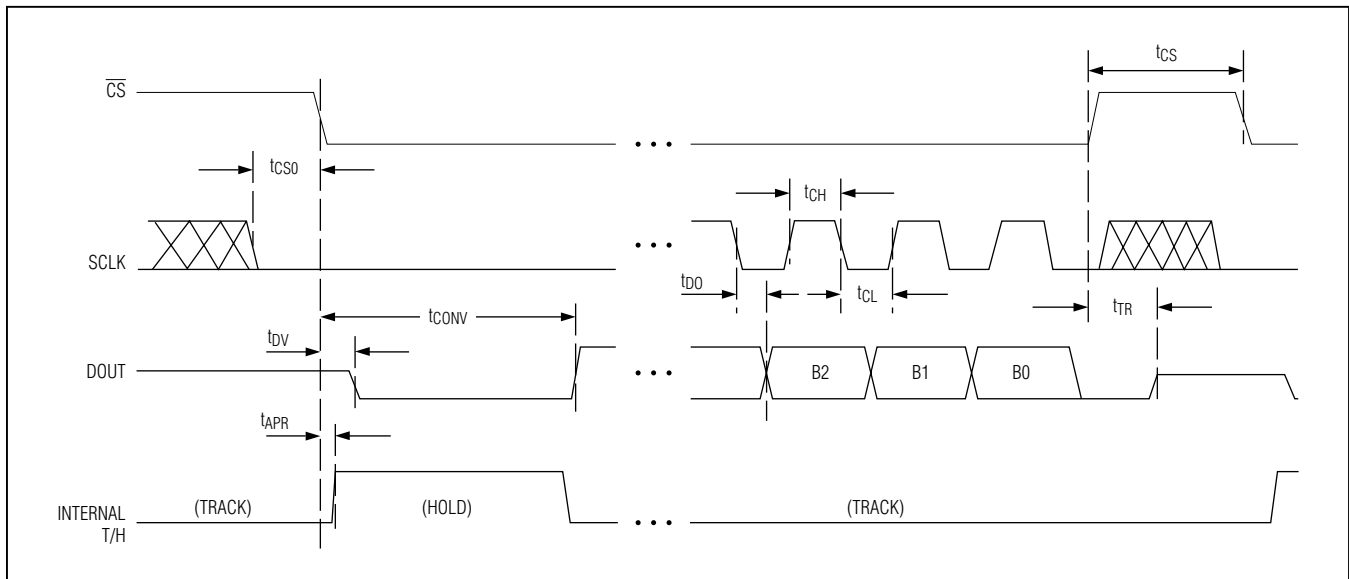 tCS
CS
• • •
tCS0
tCH
SCLK
• • •
tDO
tCL
tCONV
tTR
tDV
DOUT
• • •
B2
B1
B0
tAPR
(TRACK)
(HOLD)
• • •
(TRACK)
INTERNAL
T/H